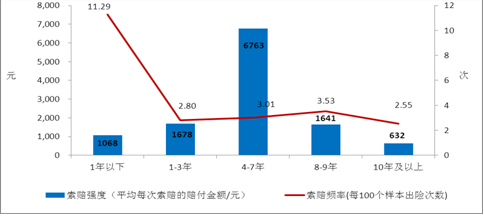 8,000
7,000
6,000
5,000
4,000
3,000
2,000
1,000
0
元
12
10
8
6
4
2
0
次
11.29
2.80
3.01
3.53
2.55
1068
1678
6763
1641
632
1年以下
1-3年
4-7年
8-9年
10年及以上
索赔强度（平均每次索赔的赔付金额/元）
索赔频率(每100个样本出险次数)